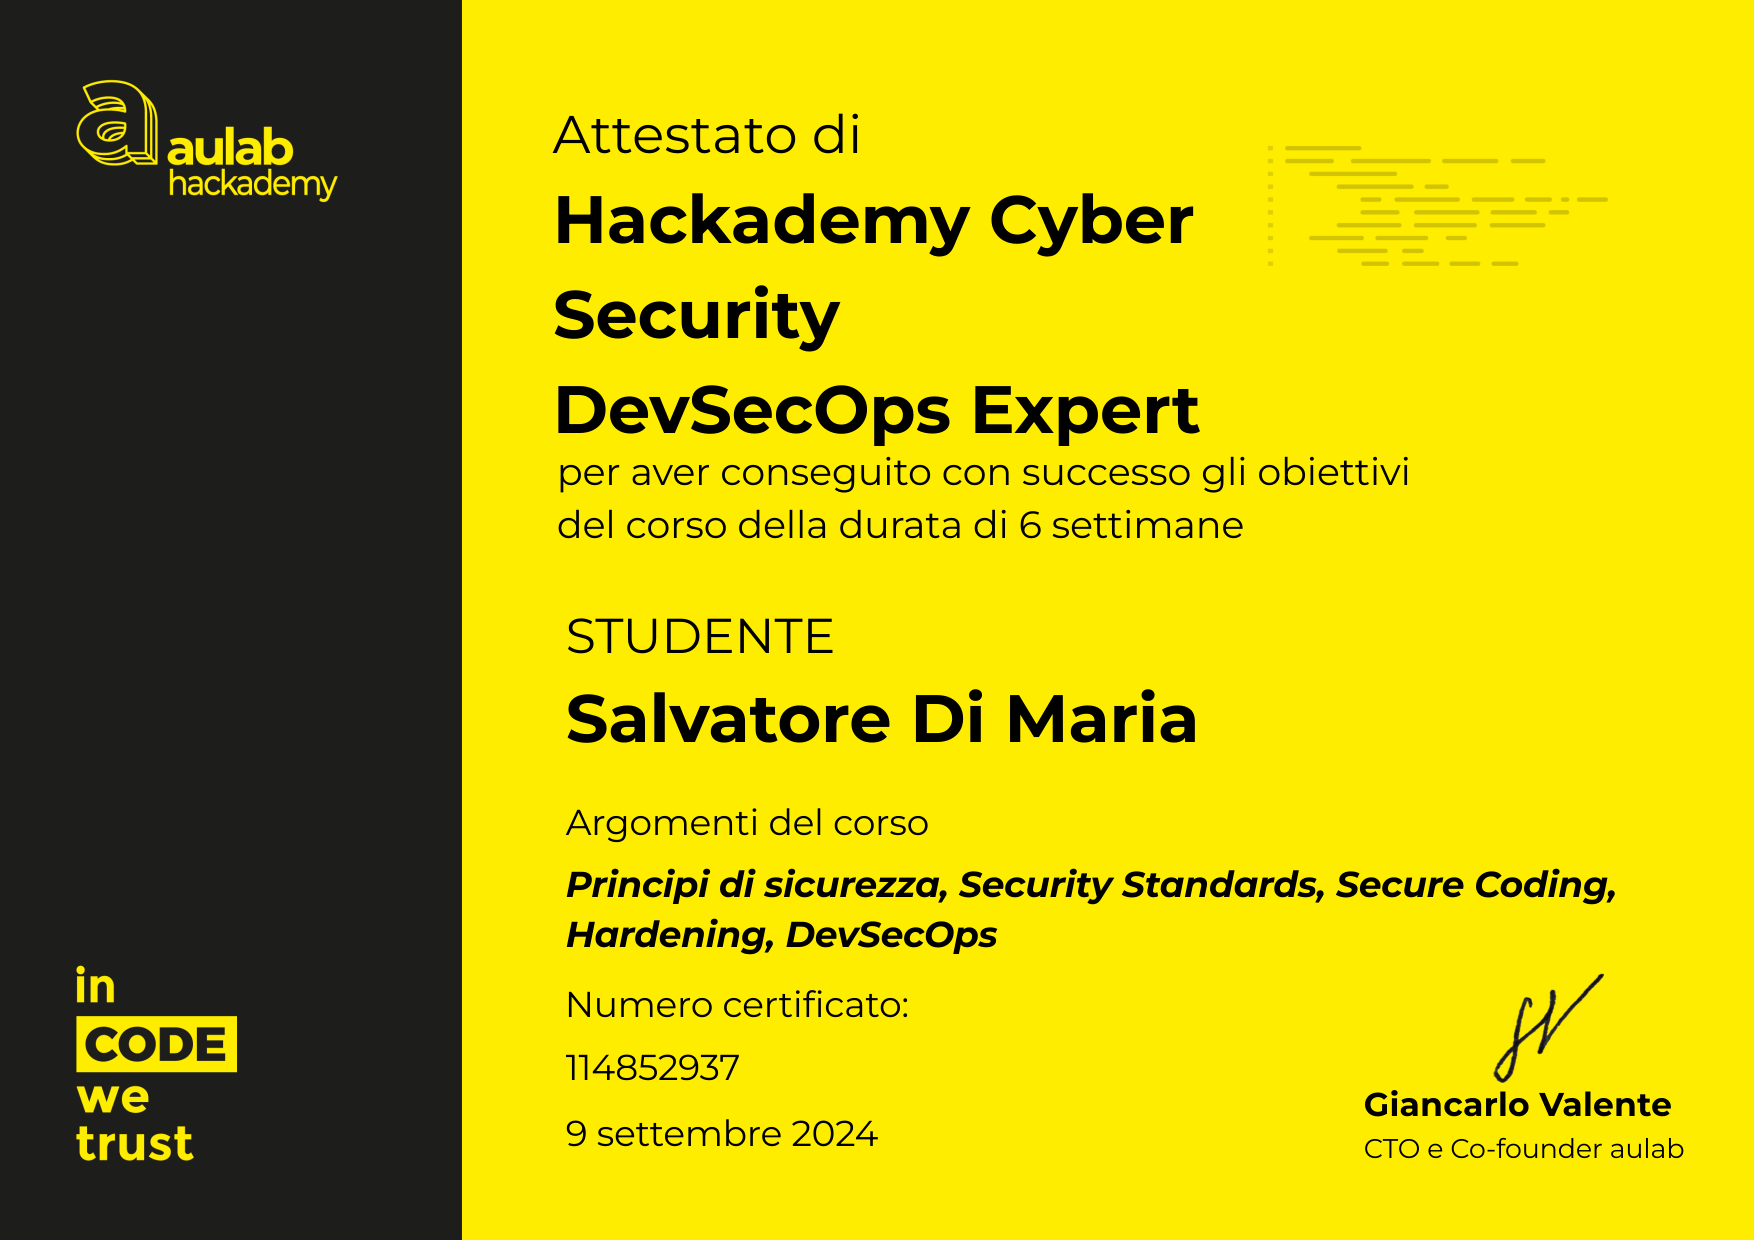 aulab
hackademy
Attestato di
Hackademy Cyber
Security
DevSecOps Expert
per aver conseguito con successo gli obiettivi
del corso della durata di 6 settimane
STUDENTE
Salvatore Di Maria
Argomenti del corso
Principi di sicurezza, Security Standards, Secure Coding,
Hardening, DevSecOps
Numero certificato:
114852937
9 settembre 2024
in
CODE
we
trust
Giancarlo Valente
CTO e Co-founder aulab